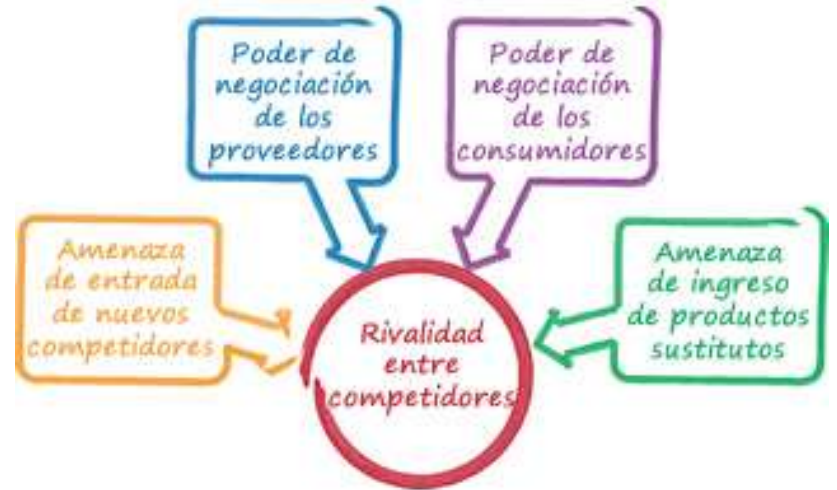 Poder de
negociación
de los
proveedores
Poder de
negociación
de los
consumidores
Amenaza
de entrada
de nuevos
competidores
Amenaza
de ingreso
de productos
sustitutos
Rivalidad
entre
competidores